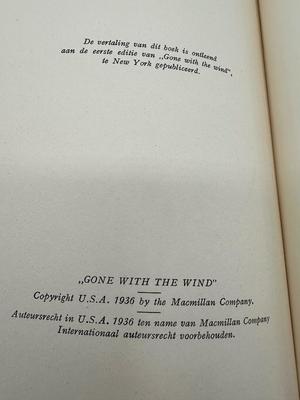 De vertaling van dit boek is ontleend
aan de eerste editie van „Gone with the wind",
te New York gepubliceerd.
„GONE WITH THE WIND"
Copyright U.S.A. 1936 by the Macmillan Company.
Auteursrecht in U.S.A. 1936 ten name van Macmillan Company
Internationaal auteursrecht voorbehouden.